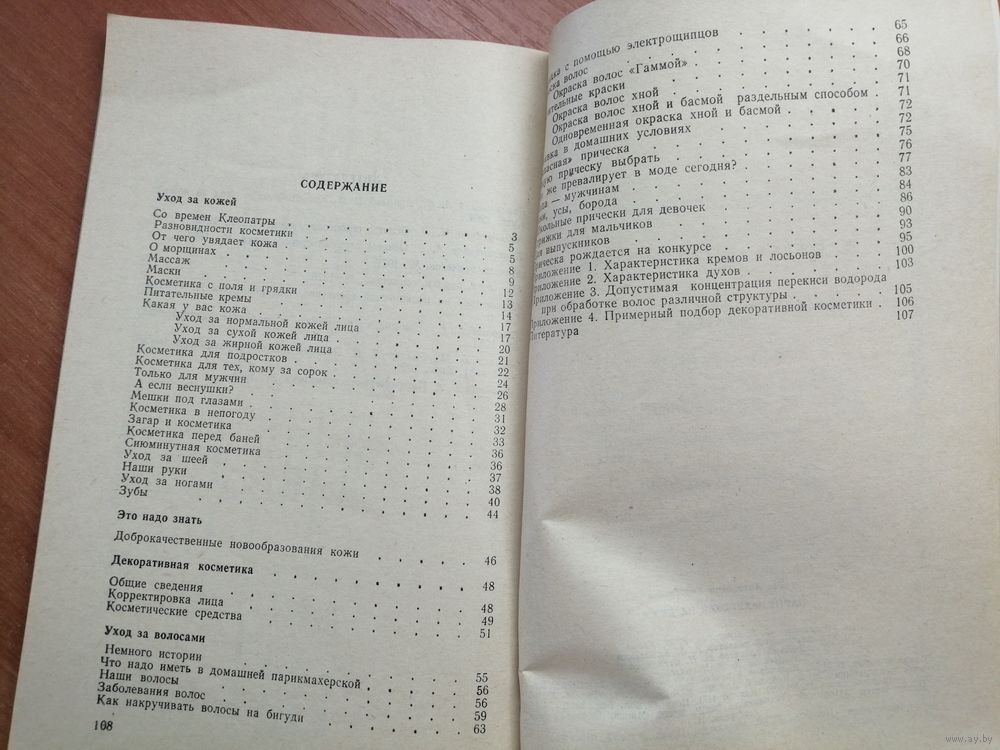 СОДЕРЖАНИЕ
Уход за кожей
Со времен Клеопатры . . . . . 3
Разновидности косметики . . . . . 5
От чего увядает кожа . . . . . 5
О морщинах . . . . . 8
Массаж . . . . . 9
Маски . . . . . 12
Косметика с поля и грядки . . . . . 13
Питательные кремы . . . . . 14
Какая у вас кожа . . . . . 17
Уход за нормальной кожей лица . . . . . 17
Уход за сухой кожей лица . . . . . 20
Уход за жирной кожей лица . . . . . 21
Косметика для подростков . . . . . 22
Косметика для тех, кому за сорок . . . . . 24
Только для мужчин . . . . . 26
А если веснушки? . . . . . 28
Мешки под глазами . . . . . 31
Косметика в непогоду . . . . . 32
Загар и косметика . . . . . 33
Косметика перед баней . . . . . 36
Сиюминутная косметика . . . . . 36
Уход за шеей . . . . . 37
Наши руки . . . . . 38
Уход за ногами . . . . . 40
Зубы . . . . . 44
Это надо знать
Доброкачественные новообразования кожи . . . . . 46
Декоративная косметика . . . . . 48
Общие сведения . . . . . 48
Корректировка лица . . . . . 49
Косметические средства . . . . . 51
Уход за волосами
Немного истории . . . . . 55
Что надо иметь в домашней парикмахерской . . . . . 56
Наши волосы . . . . . 56
Заболевания волос . . . . . 59
Как накручивать волосы на бигуди . . . . . 63
108
с помощью электрощипцов . . . . . 65
волос . . . . . 66
Окраска волос «Гаммой» . . . . . 68
краски . . . . . 70
Окраска волос хной . . . . . 71
Окраска волос хной и басмой раздельным способом . 71
Одновременная окраска хной и басмой . . . . . 72
в домашних условиях . . . . . 72
прическа . . . . . 75
прическу выбрать . . . . . 76
же превалирует в моде сегодня? . . . . . 77
— мужчинам . . . . . 83
усы, борода . . . . . 84
прически для девочек . . . . . 86
для мальчиков . . . . . 90
выпускников . . . . . 93
рождается на конкурсе . . . . . 95
Приложение 1. Характеристика кремов и лосьонов . . 100
Приложение 2. Характеристика духов . . . . . 103
Приложение 3. Допустимая концентрация перекиси водорода
при обработке волос различной структуры . . . . . 105
Приложение 4. Примерный подбор декоративной косметики . 106
Литература . . . . . 107
www.ay.by